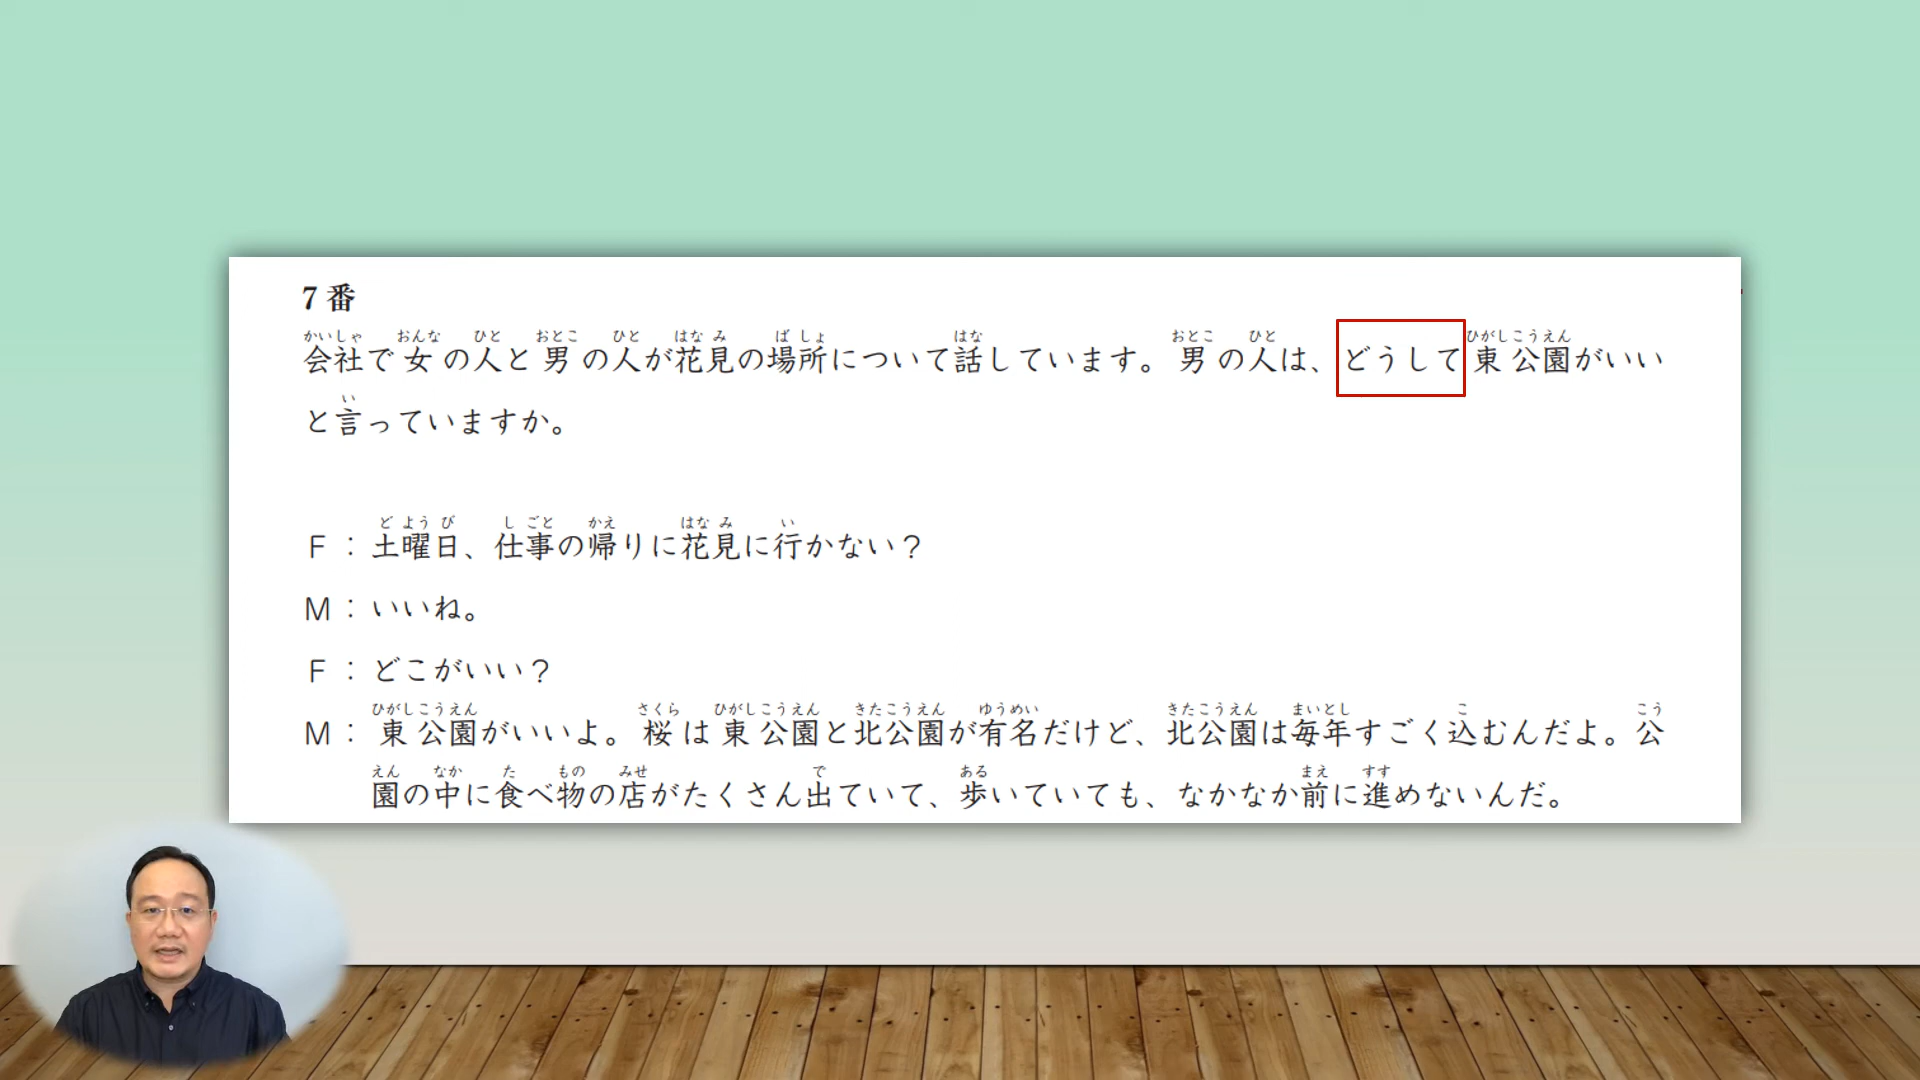 7番
会社で女の人と男の人が花見の場所について話しています。男の人は、どうして東公園がいい
と言っていますか。
F：土曜日、仕事の帰りに花見に行かない？
M：いいね。
F：どこがいい？
M：東公園がいいよ。桜は東公園と北公園が有名だけど、北公園は毎年すごく込むんだよ。公
園の中に食べ物の店がたくさん出ていて、歩いていても、なかなか前に進めないんだ。